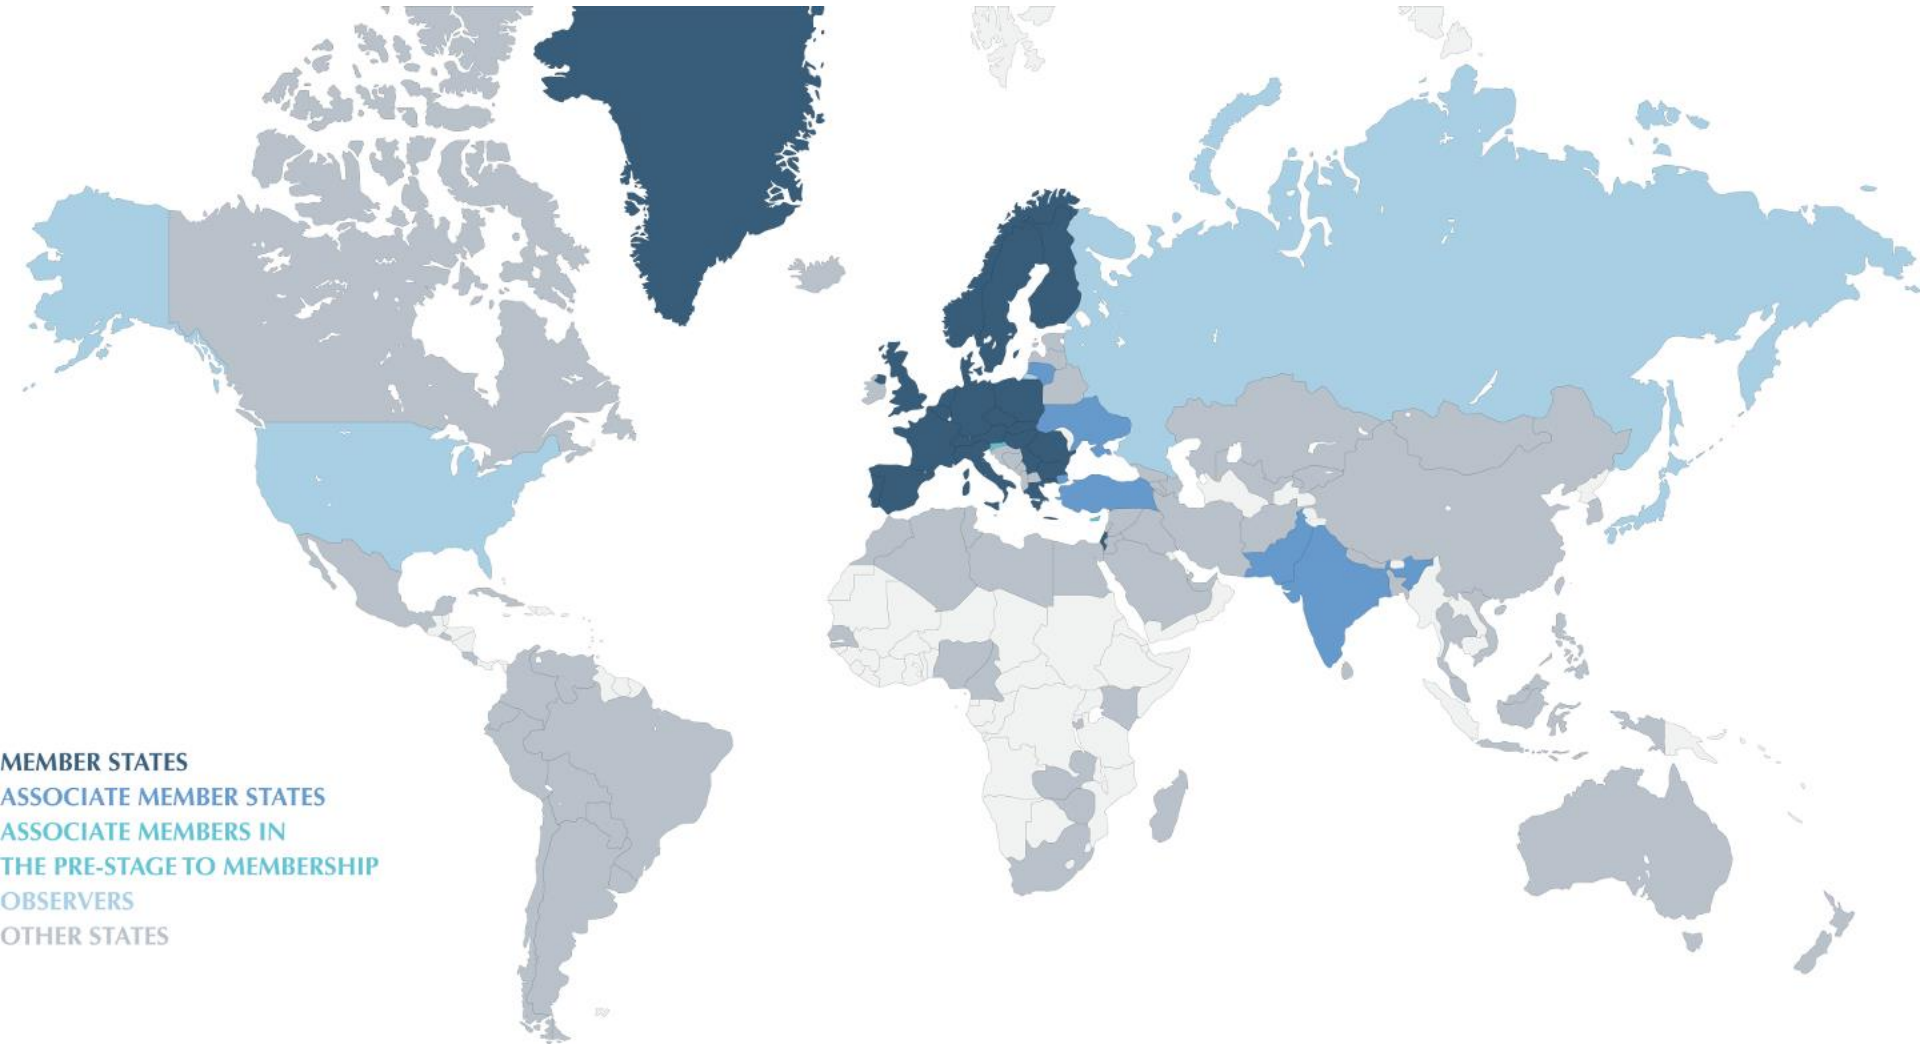 MEMBER STATES
ASSOCIATE MEMBER STATES
ASSOCIATE MEMBERS IN
THE PRE-STAGE TO MEMBERSHIP
OBSERVERS
OTHER STATES